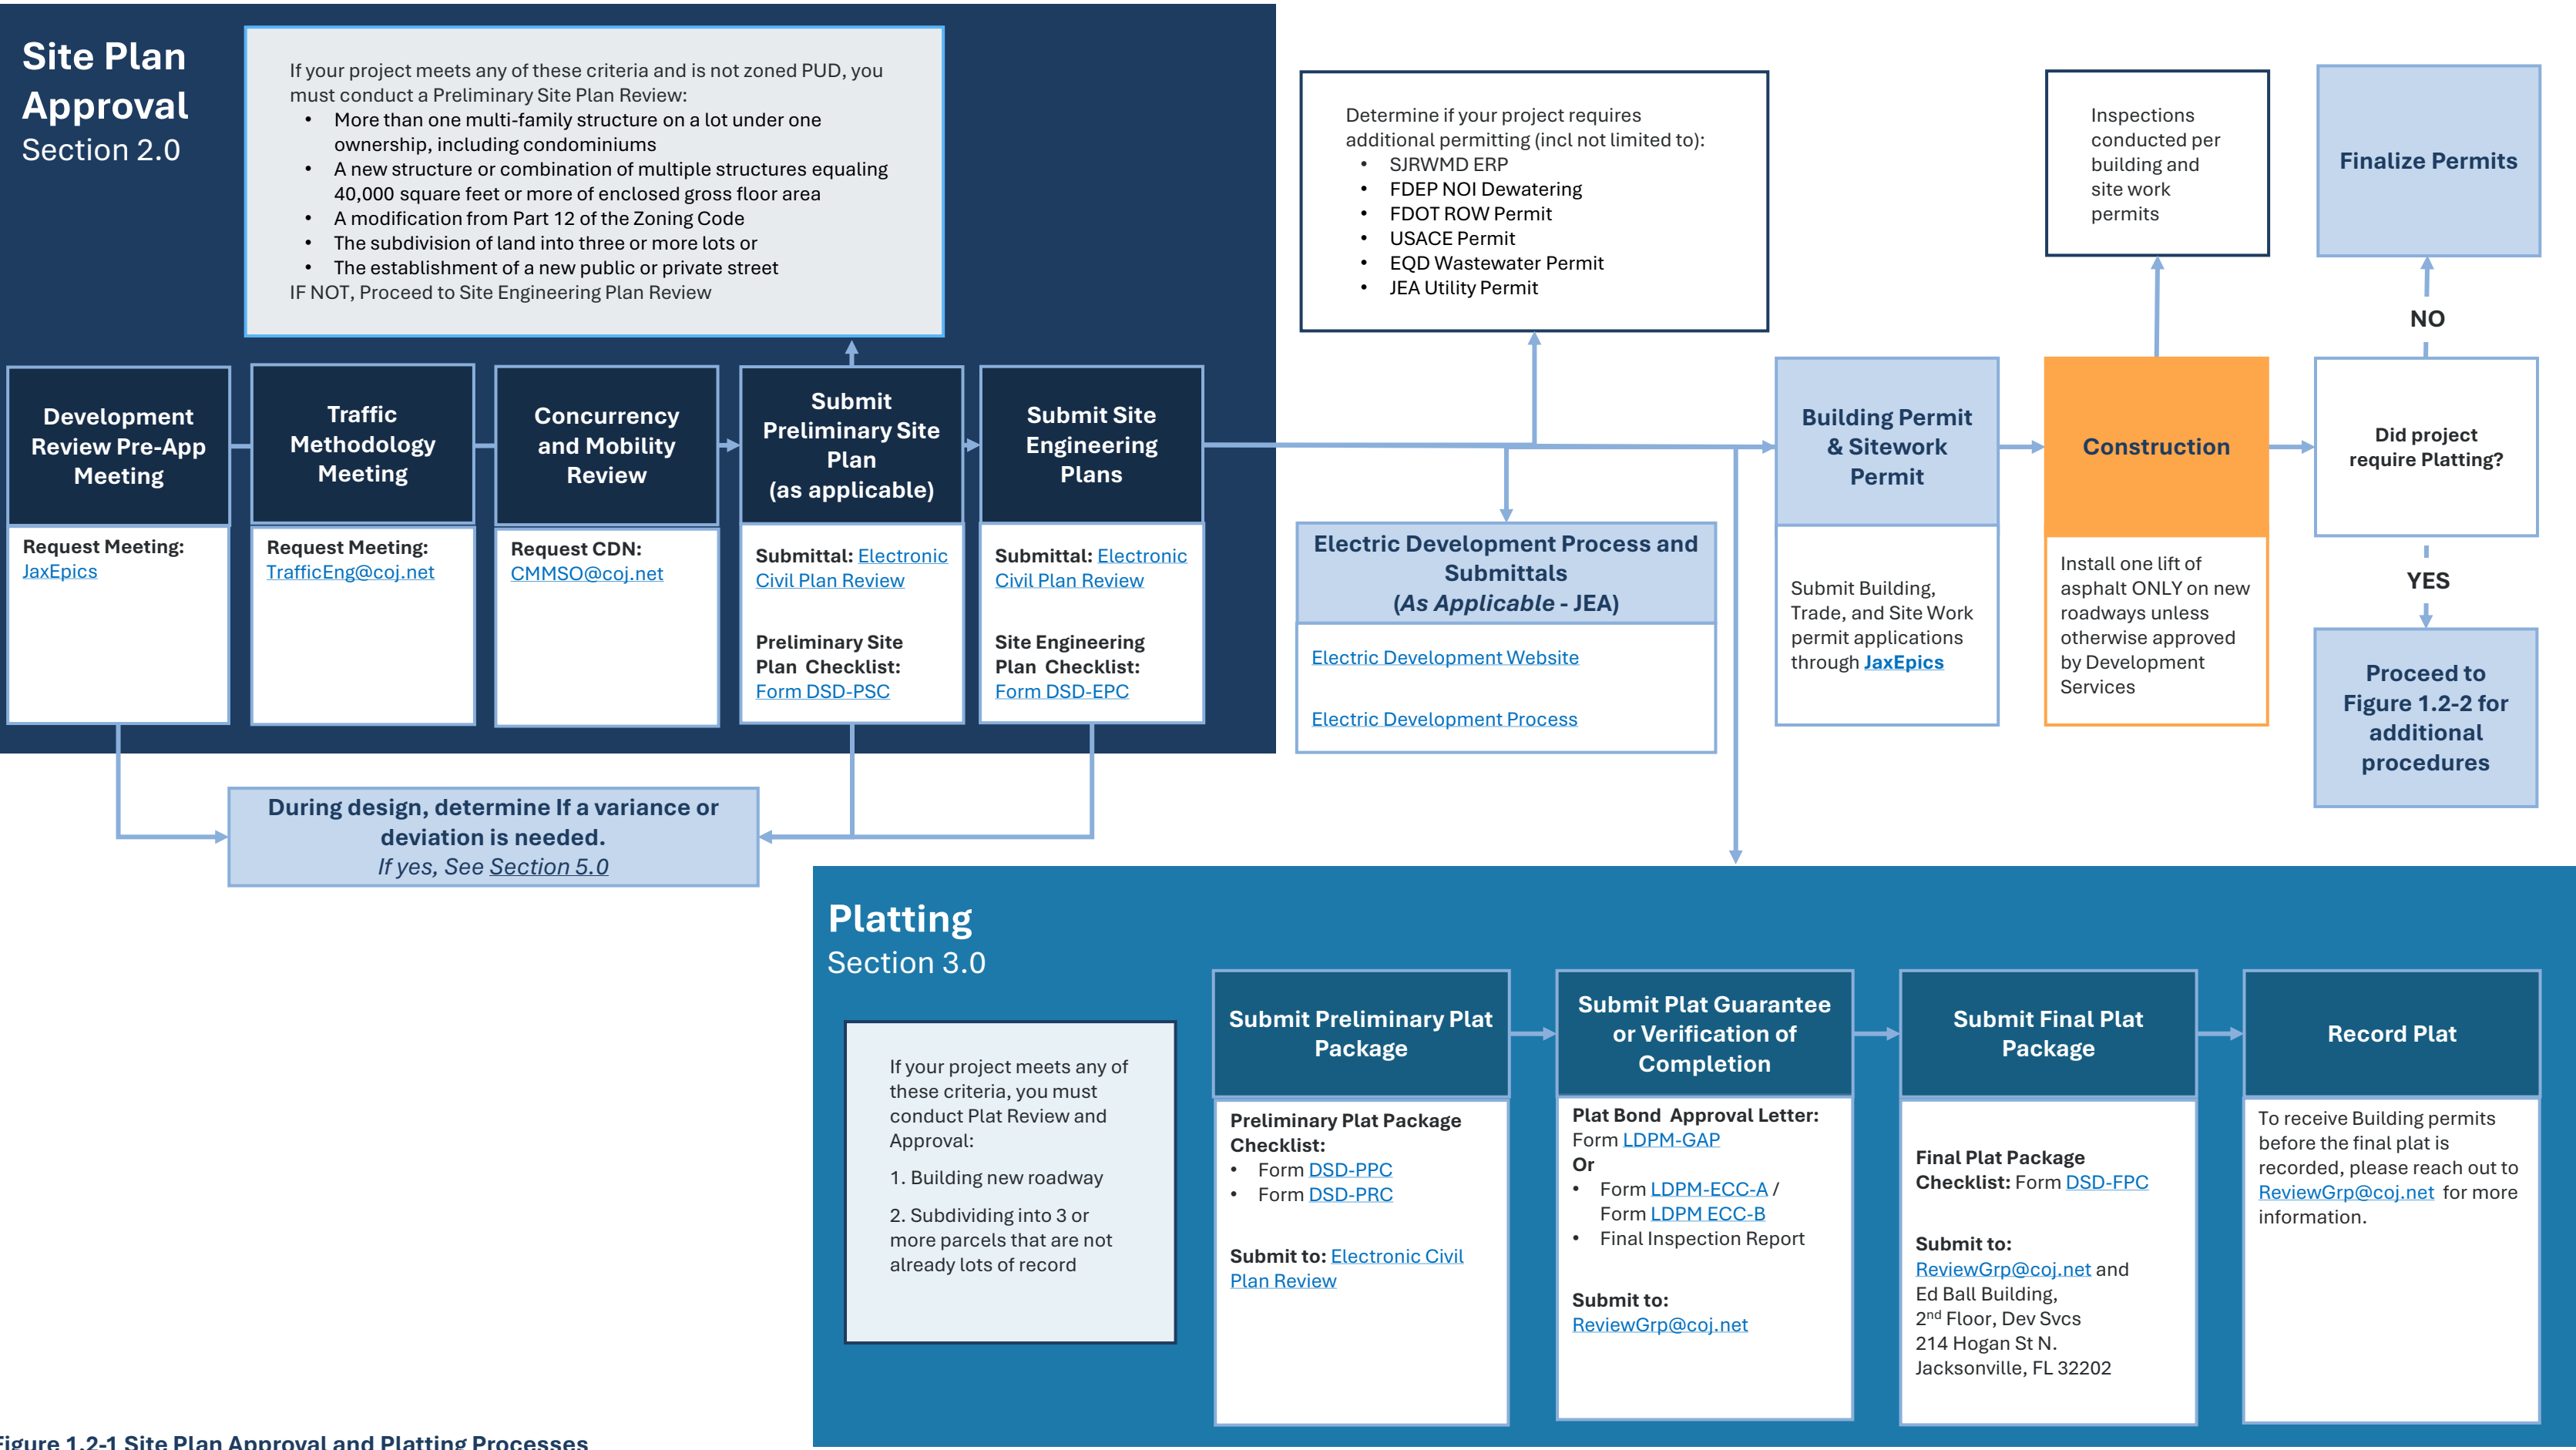 Site Plan
Approval
Section 2.0
If your project meets any of these criteria and is not zoned PUD, you
must conduct a Preliminary Site Plan Review:
• More than one multi-family structure on a lot under one
ownership, including condominiums
• A new structure or combination of multiple structures equaling
40,000 square feet or more of enclosed gross floor area
• A modification from Part 12 of the Zoning Code
• The subdivision of land into three or more lots or
• The establishment of a new public or private street
IF NOT, Proceed to Site Engineering Plan Review
Determine if your project requires
additional permitting (incl not limited to):
• SJRWMD ERP
• FDEP NOI Dewatering
• FDOT ROW Permit
• USACE Permit
• EQD Wastewater Permit
• JEA Utility Permit
Inspections
conducted per
building and
site work
permits
Finalize Permits
NO
Development
Review Pre-App
Meeting
Request Meeting:
JaxEpics
Traffic
Methodology
Meeting
Request Meeting:
TrafficEng@coj.net
Concurrency
and Mobility
Review
Request CDN:
CMMSO@coj.net
Submit
Preliminary Site
Plan
(as applicable)
Submittal: Electronic
Civil Plan Review
Preliminary Site
Plan Checklist:
Form DSD-PSC
Submit Site
Engineering
Plans
Submittal: Electronic
Civil Plan Review
Site Engineering
Plan Checklist:
Form DSD-EPC
Electric Development Process and
Submittals
(As Applicable - JEA)
Electric Development Website
Electric Development Process
Building Permit
& Sitework
Permit
Submit Building,
Trade, and Site Work
permit applications
through JaxEpics
Construction
Install one lift of
asphalt ONLY on new
roadways unless
otherwise approved
by Development
Services
Did project
require Platting?
YES
Proceed to
Figure 1.2-2 for
additional
procedures
During design, determine If a variance or
deviation is needed.
If yes, See Section 5.0
Platting
Section 3.0
If your project meets any of
these criteria, you must
conduct Plat Review and
Approval:
1. Building new roadway
2. Subdividing into 3 or
more parcels that are not
already lots of record
Submit Preliminary Plat
Package
Preliminary Plat Package
Checklist:
• Form DSD-PPC
• Form DSD-PRC
Submit to: Electronic Civil
Plan Review
Submit Plat Guarantee
or Verification of
Completion
Plat Bond Approval Letter:
Form LDPM-GAP
Or
• Form LDPM-ECC-A /
Form LDPM ECC-B
• Final Inspection Report
Submit to:
ReviewGrp@coj.net
Submit Final Plat
Package
Final Plat Package
Checklist: Form DSD-FPC
Submit to:
ReviewGrp@coj.net and
Ed Ball Building,
2nd Floor, Dev Svcs
214 Hogan St N.
Jacksonville, FL 32202
Record Plat
To receive Building permits
before the final plat is
recorded, please reach out to
ReviewGrp@coj.net for more
information.
Figure 1.2-1 Site Plan Approval and Platting Processes